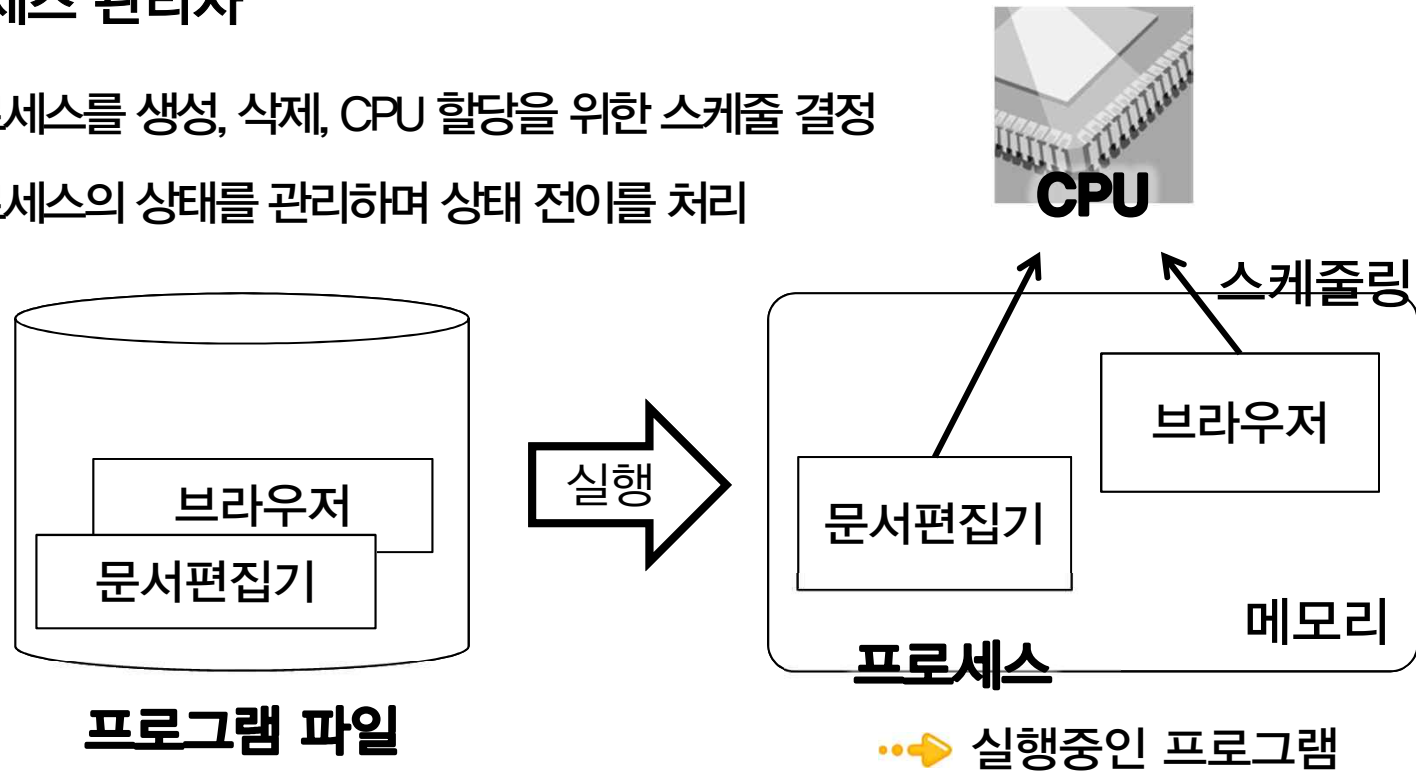 세스 관리자
로세스를 생성, 삭제, CPU 할당을 위한 스케줄 결정
로세스의 상태를 관리하며 상태 전이를 처리
CPU
스케줄링
브라우저
문서편집기
실행
브라우저
문서편집기
메모리
프로세스
프로그램 파일
실행중인 프로그램